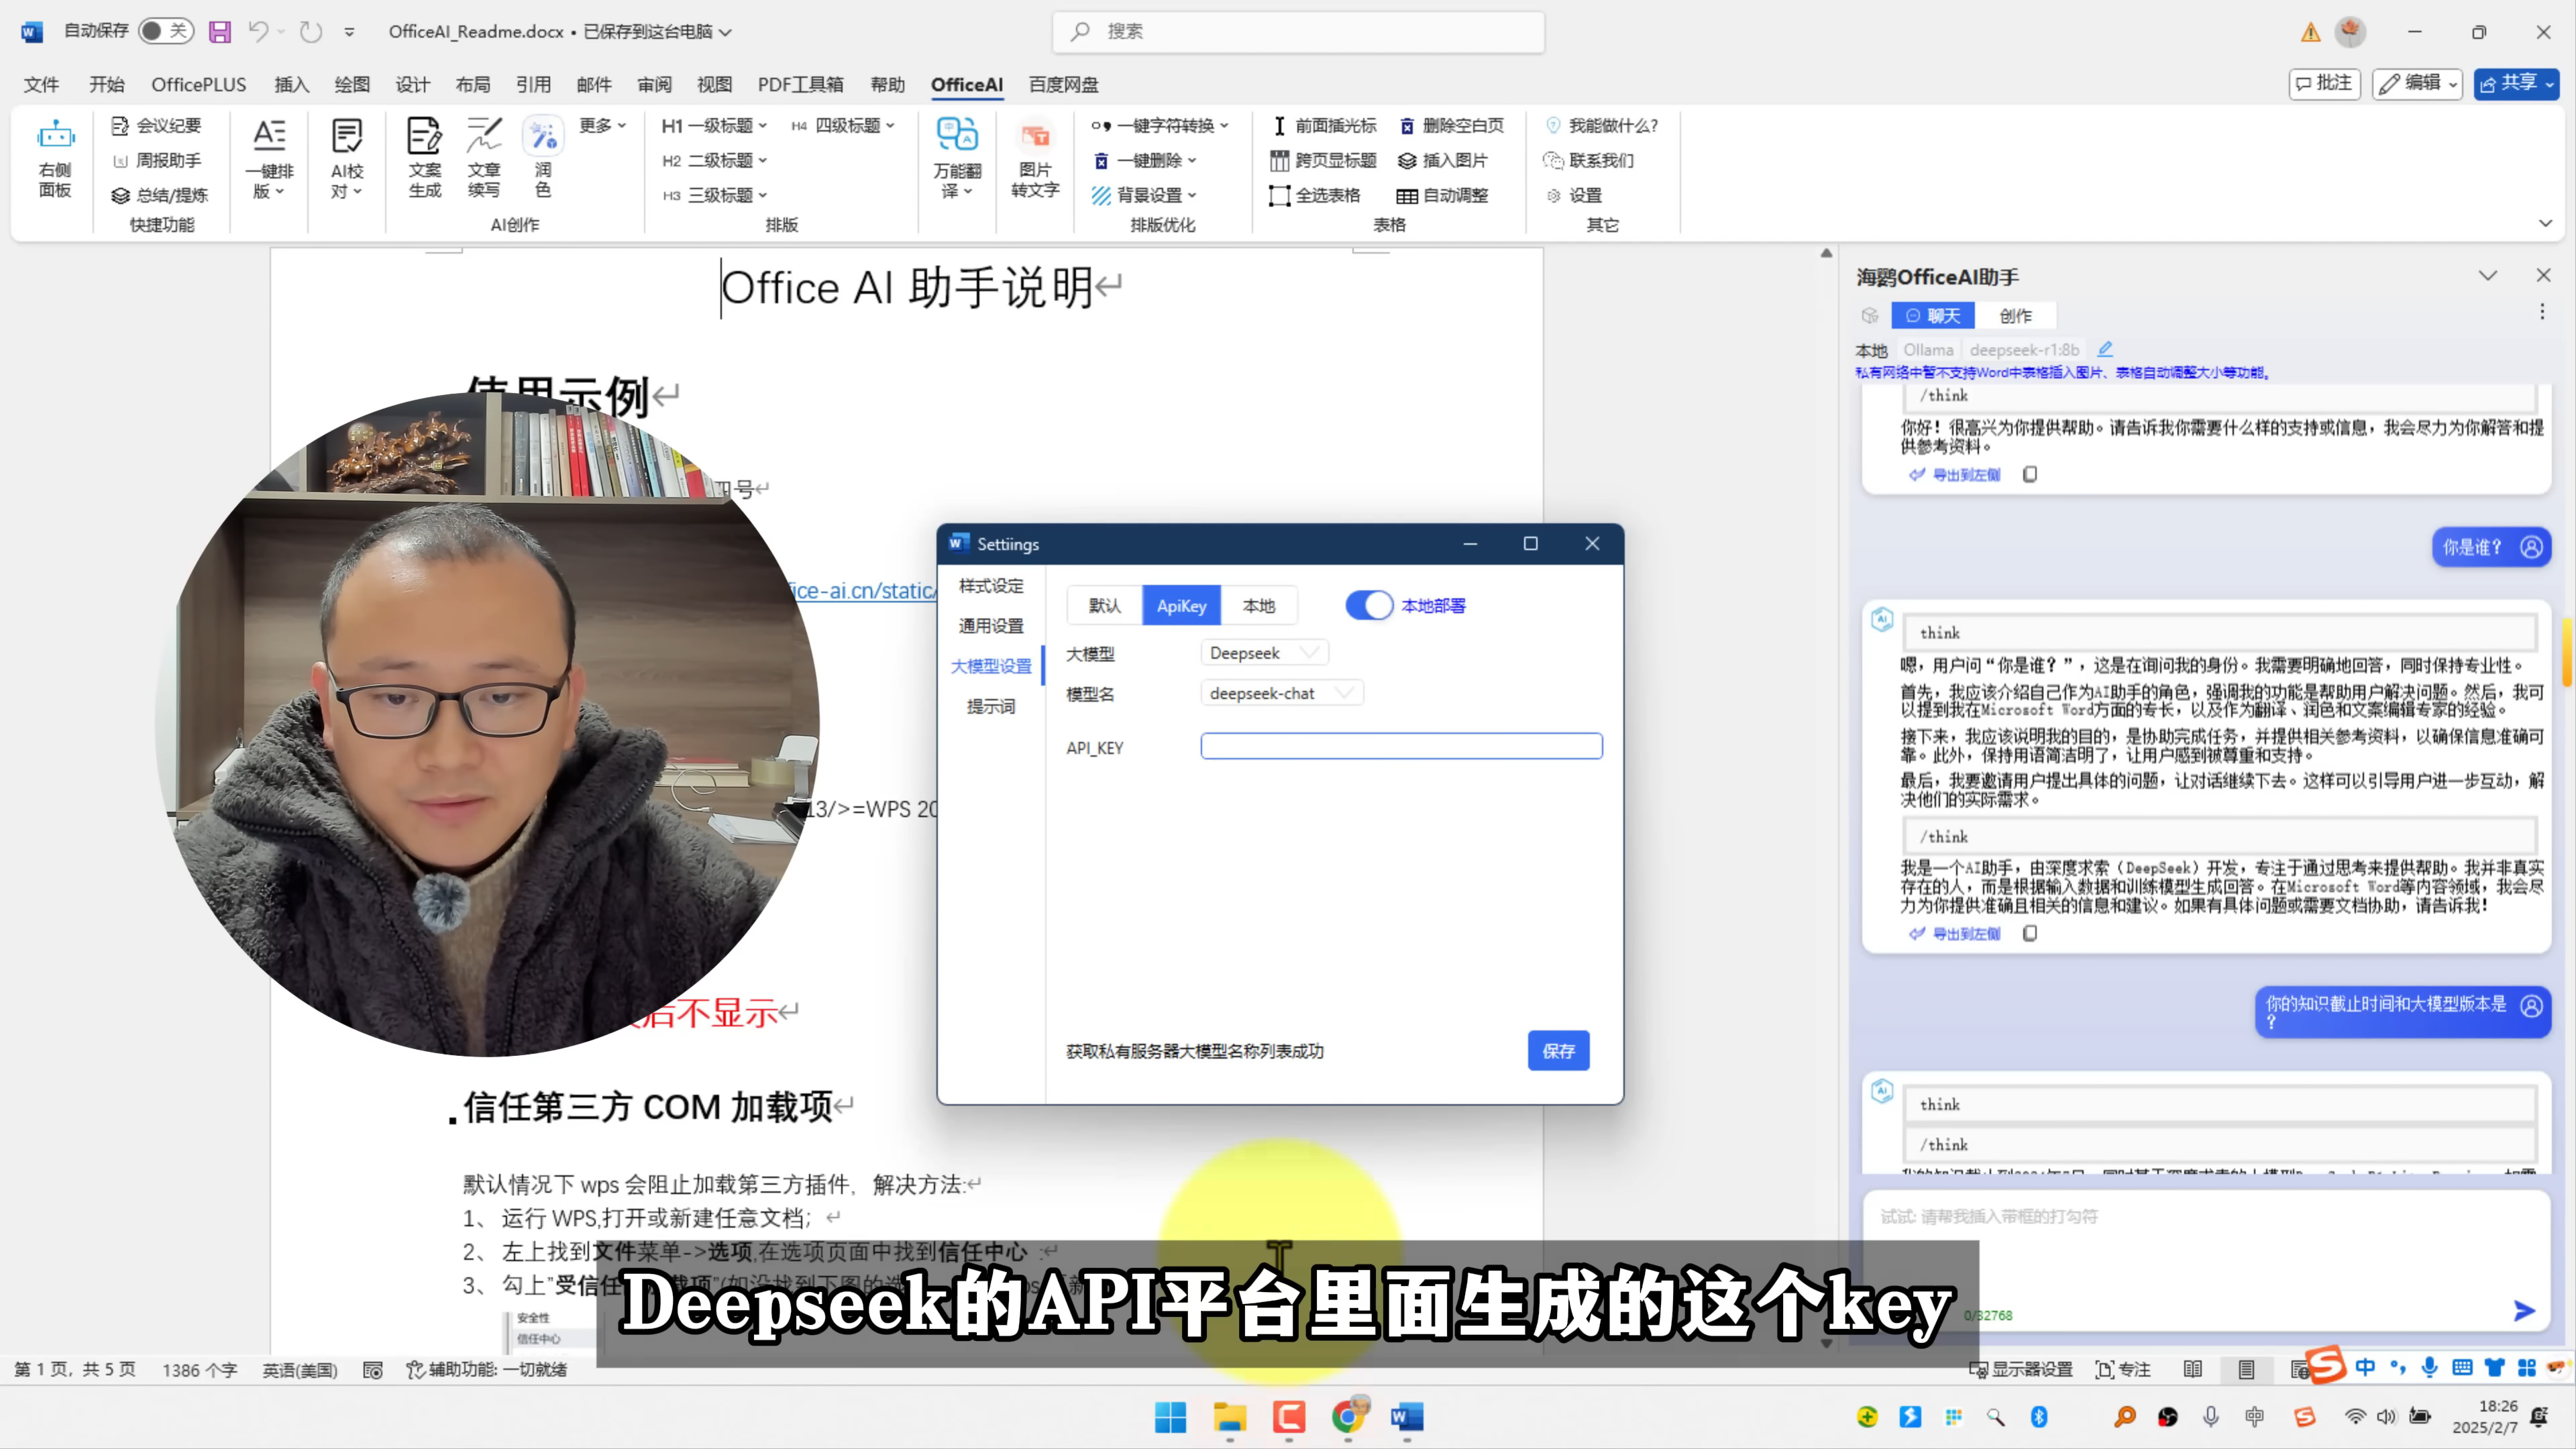 自动保存 关 OfficeAI_Readme.docx • 已保存到这台电脑 搜索
文件 开始 OfficePLUS 插入 绘图 设计 布局 引用 邮件 审阅 视图 PDF工具箱 帮助 OfficeAI 百度网盘 批注 编辑 共享
右侧面板
会议纪要
周报助手
总结/提炼
快捷功能
一键排版
AI校对
文案生成
文章续写
润色
更多
AI创作
H1 一级标题 H4 四级标题
H2 二级标题
H3 三级标题
排版
万能翻译
图片转文字
一键字符转换
一键删除
背景设置
排版优化
前面插光标 删除空白页
跨页显标题 插入图片
全选表格 自动调整
表格
我能做什么?
联系我们
设置
其它
Office AI 助手说明
使用示例
四号
ice-ai.cn/static/
13/>=WPS 20
后不显示
信任第三方 COM 加载项
默认情况下 wps 会阻止加载第三方插件，解决方法:
1、 运行 WPS,打开或新建任意文档;
2、 左上找到文件菜单->选项,在选项页面中找到信任中心 :
3、 勾上"受信任
安全性
信任中心
Settiings
样式设定
通用设置
大模型设置
提示词
默认 ApiKey 本地 本地部署
大模型 Deepseek
模型名 deepseek-chat
API_KEY
获取私有服务器大模型名称列表成功 保存
海鹦OfficeAI助手
聊天 创作
本地 Ollama deepseek-r1:8b
私有网络中暂不支持Word中表格插入图片、表格自动调整大小等功能。
/think
你好！很高兴为你提供帮助。请告诉我你需要什么样的支持或信息，我会尽力为你解答和提
供参考资料。
导出到左侧
你是谁？
think
嗯，用户问“你是谁？”，这是在询问我的身份。我需要明确地回答，同时保持专业性。
首先，我应该介绍自己作为AI助手的角色，强调我的功能是帮助用户解决问题。然后，我可
以提到我在Microsoft Word方面的专长，以及作为翻译、润色和文案编辑专家的经验。
接下来，我应该说明我的目的，是协助完成任务，并提供相关参考资料，以确保信息准确可
靠。此外，保持用语简洁明了，让用户感到被尊重和支持。
最后，我要邀请用户提出具体的问题，让对话继续下去。这样可以引导用户进一步互动，解
决他们的实际需求。
/think
我是一个AI助手，由深度求索（DeepSeek）开发，专注于通过思考来提供帮助。我并非真实
存在的人，而是根据输入数据和训练模型生成回答。在Microsoft Word等内容领域，我会尽
力为你提供准确且相关的信息和建议。如果有具体问题或需要文档协助，请告诉我！
导出到左侧
你的知识截止时间和大模型版本是
？
think
/think
试试: 请帮我插入带框的打勾符
0/32768
Deepseek的API平台里面生成的这个key
第 1 页，共 5 页 1386 个字 英语(美国) 辅助功能: 一切就绪 显示器设置 专注
中
中
18:26
2025/2/7